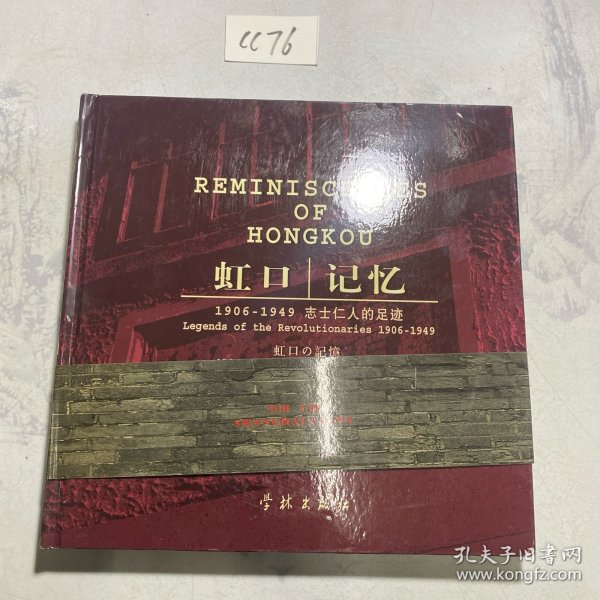 CC76
REMINISCENCES
OF
HONGKOU
虹口 记忆
1906-1949 志士仁人的足迹
Legends of the Revolutionaries 1906-1949
虹口の記憶
学林出版社
孔夫子旧书网
www.kongfz.com